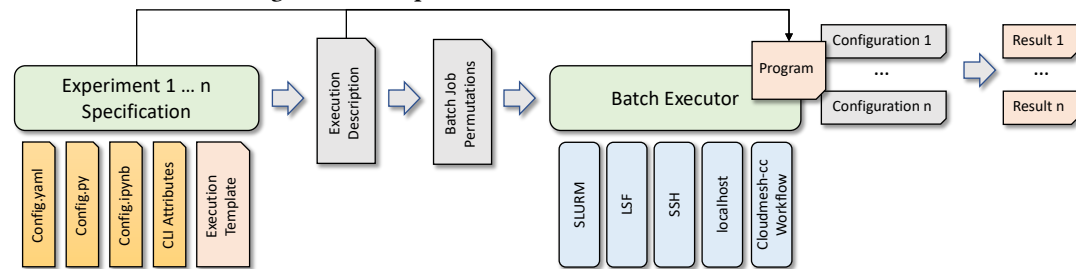 Experiment 1 ... n
Specification
Config.yaml
Config.py
Config.ipynb
CLI Attributes
Execution
Template
Execution
Description
Batch Job
Permutations
Batch Executor
Program
SLURM
LSF
SSH
localhost
Cloudmesh-cc
Workflow
Configuration 1
...
Configuration n
Result 1
...
Result n